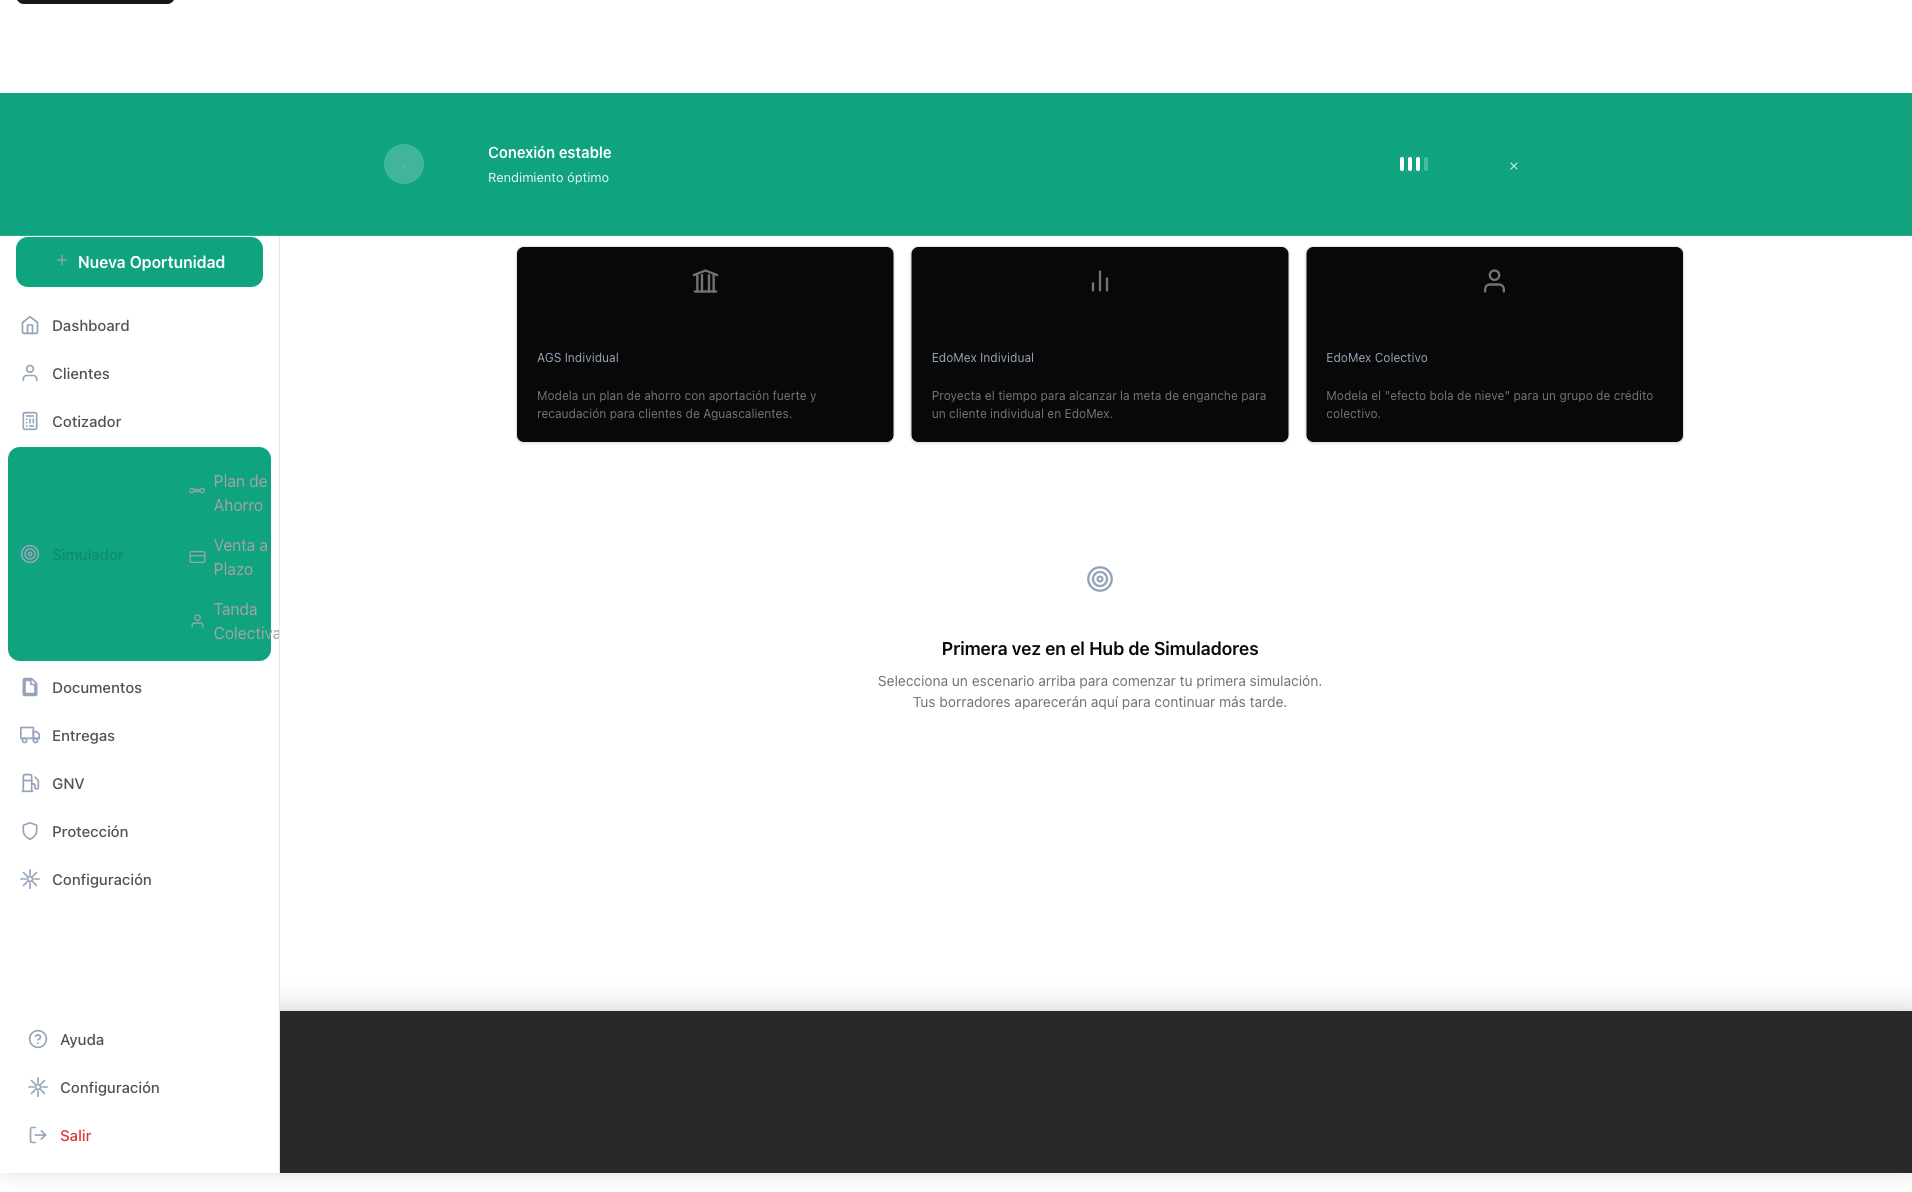 Conexión estable
Rendimiento óptimo
Nueva Oportunidad
Dashboard
Clientes
Cotizador
Simulador
Plan de
Ahorro
Venta a
Plazo
Tanda
Colectiva
Documentos
Entregas
GNV
Protección
Configuración
Ayuda
Configuración
Salir
AGS Individual
Modela un plan de ahorro con aportación fuerte y
recaudación para clientes de Aguascalientes.
EdoMex Individual
Proyecta el tiempo para alcanzar la meta de enganche para
un cliente individual en EdoMex.
EdoMex Colectivo
Modela el "efecto bola de nieve" para un grupo de crédito
colectivo.
Primera vez en el Hub de Simuladores
Selecciona un escenario arriba para comenzar tu primera simulación.
Tus borradores aparecerán aquí para continuar más tarde.